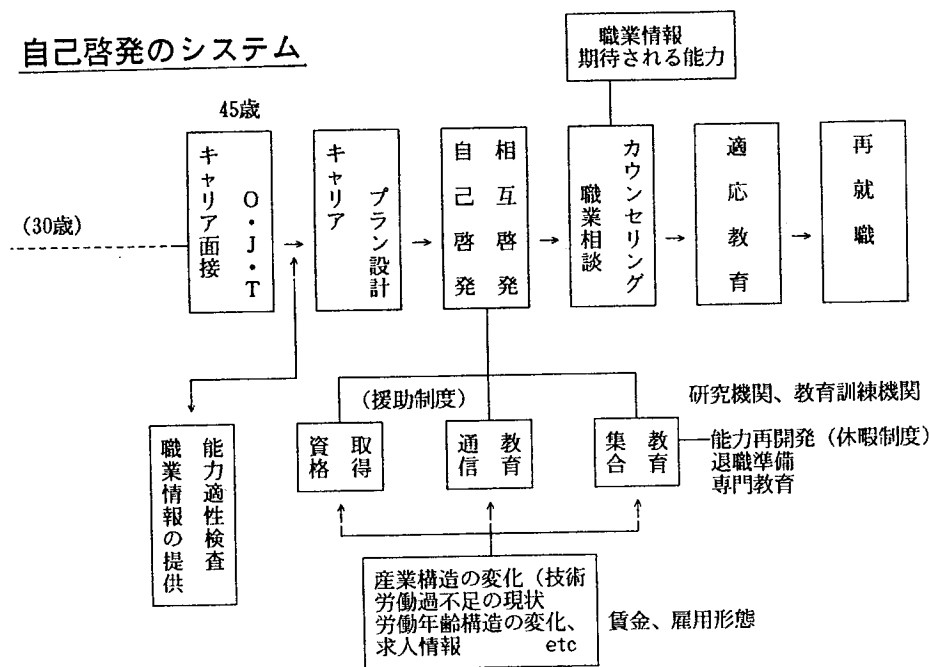 自己啓発のシステム
職業情報
期待される能力
45歳
(30歳)
キャリア面接
O・J・T
キャリア
プラン設計
自己啓発
相互啓発
カウンセリング
職業相談
適応教育
再就職
(援助制度)
研究機関、教育訓練機関
資格
取得
通信
教育
集合
教育
能力再開発(休暇制度)
退職準備
専門教育
能力適性検査
職業情報の提供
産業構造の変化(技術
労働過不足の現状
労働年齢構造の変化、
求人情報 etc
賃金、雇用形態